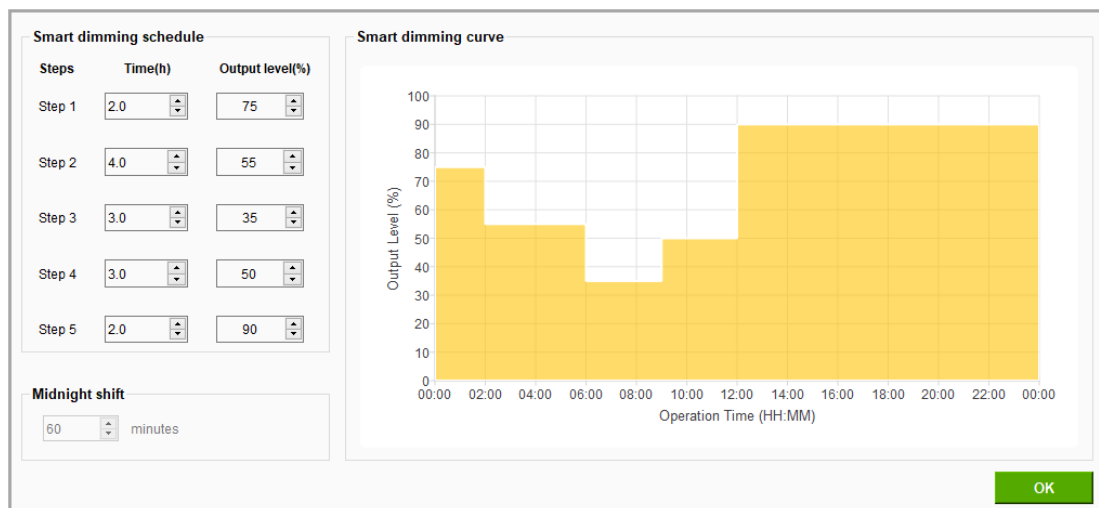 Smart dimming schedule
Steps Time(h) Output level(%)
Step 1 2.0 75
Step 2 4.0 55
Step 3 3.0 35
Step 4 3.0 50
Step 5 2.0 90
Midnight shift
60 minutes
Smart dimming curve
Output Level (%)
100
90
80
70
60
50
40
30
20
10
0
00:00 02:00 04:00 06:00 08:00 10:00 12:00 14:00 16:00 18:00 20:00 22:00 00:00
Operation Time (HH:MM)
OK